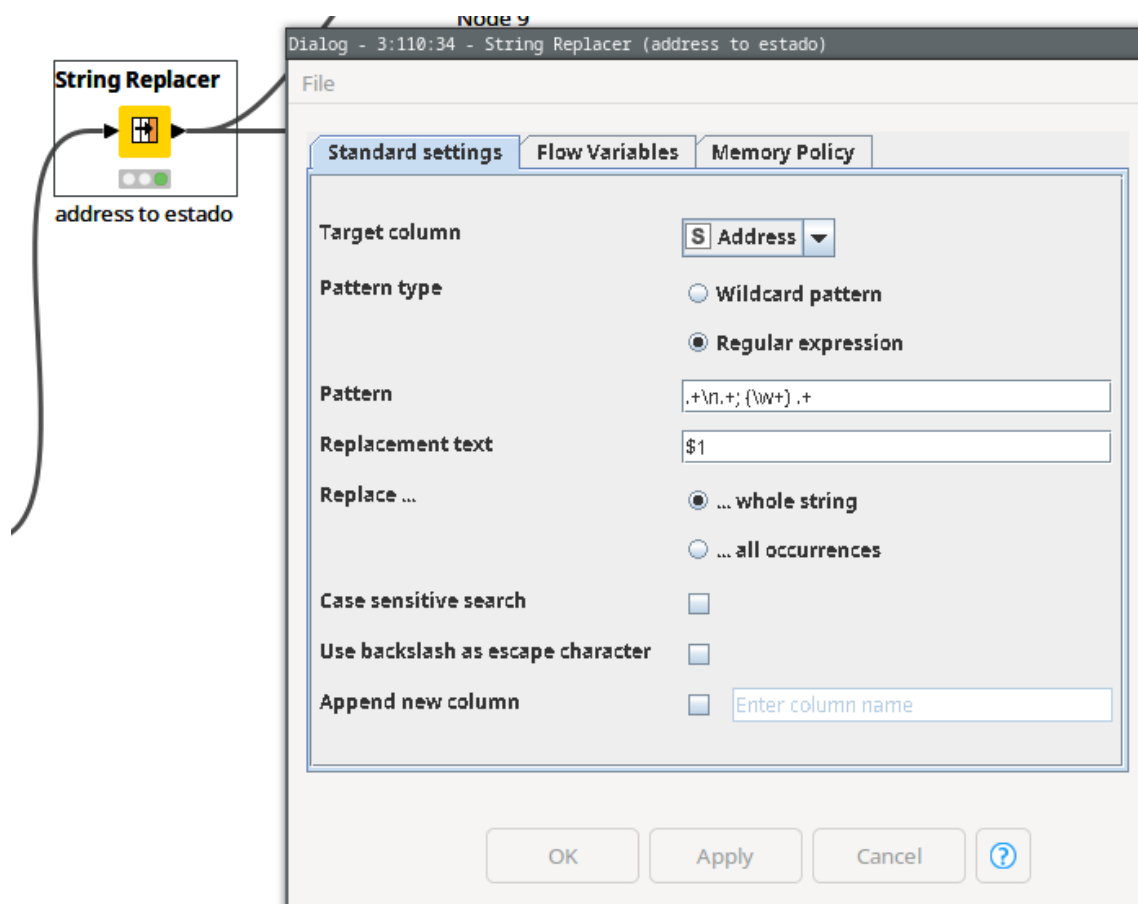 Node 9
String Replacer
address to estado
Dialog - 3:110:34 - String Replacer (address to estado)
File
Standard settings
Flow Variables
Memory Policy
Target column
S Address
Pattern type
Wildcard pattern
Regular expression
Pattern
.+\n.+; (\w+) .+
Replacement text
$1
Replace ...
... whole string
... all occurrences
Case sensitive search
Use backslash as escape character
Append new column
Enter column name
OK
Apply
Cancel
?